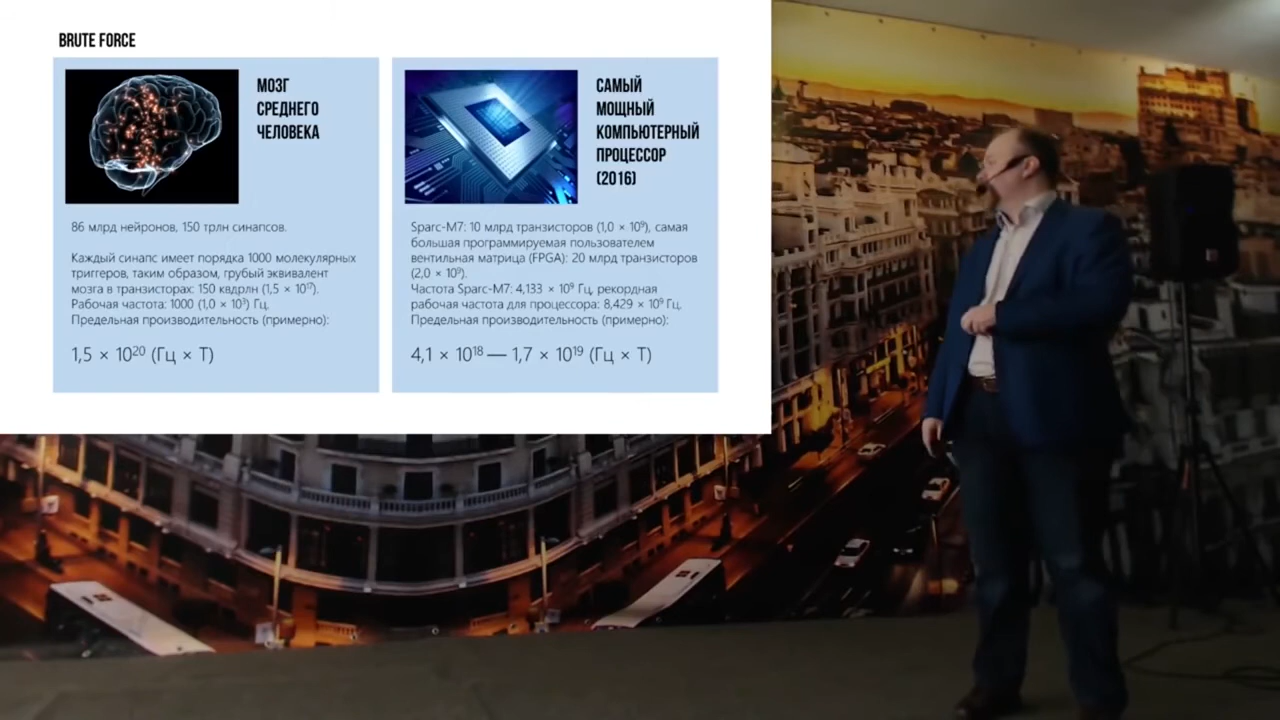 BRUTE FORCE
МОЗГ
СРЕДНЕГО
ЧЕЛОВЕКА
86 млрд нейронов, 150 трлн синапсов.
Каждый синапс имеет порядка 1000 молекулярных
триггеров, таким образом, грубый эквивалент
мозга в транзисторах: 150 квдрлн (1,5 × 10¹⁷).
Рабочая частота: 1000 (1,0 × 10³) Гц.
Предельная производительность (примерно):
1,5 × 10²⁰ (Гц × Т)
САМЫЙ
МОЩНЫЙ
КОМПЬЮТЕРНЫЙ
ПРОЦЕССОР
(2016)
Sparc-M7: 10 млрд транзисторов (1,0 × 10⁹), самая
большая программируемая пользователем
вентильная матрица (FPGA): 20 млрд транзисторов
(2,0 × 10⁹).
Частота Sparc-M7: 4,133 × 10⁹ Гц, рекордная
рабочая частота для процессора: 8,429 × 10⁹ Гц.
Предельная производительность (примерно):
4,1 × 10¹⁸ — 1,7 × 10¹⁹ (Гц × Т)